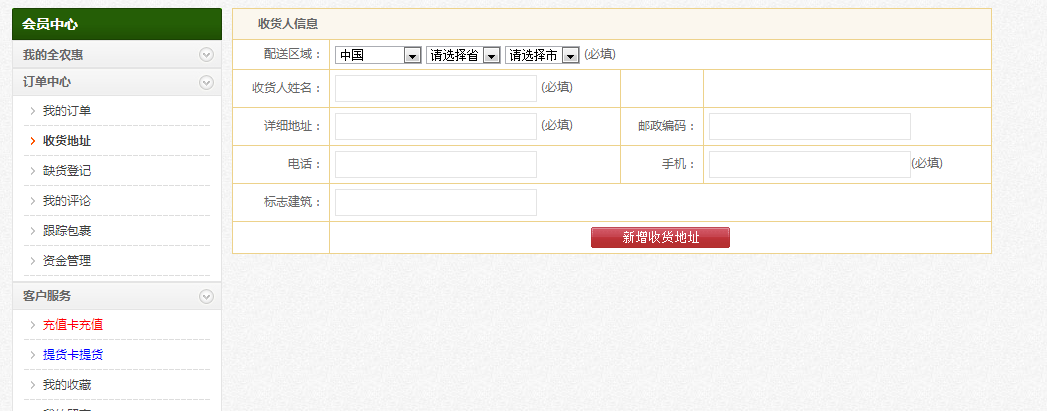 会员中心
我的全农惠
订单中心
我的订单
收货地址
缺货登记
我的评论
跟踪包裹
资金管理
客户服务
充值卡充值
提货卡提货
我的收藏
收货人信息
配送区域： 中国 请选择省 请选择市 (必填)
收货人姓名： (必填)
详细地址： (必填) 邮政编码：
电话： 手机： (必填)
标志建筑：
新增收货地址